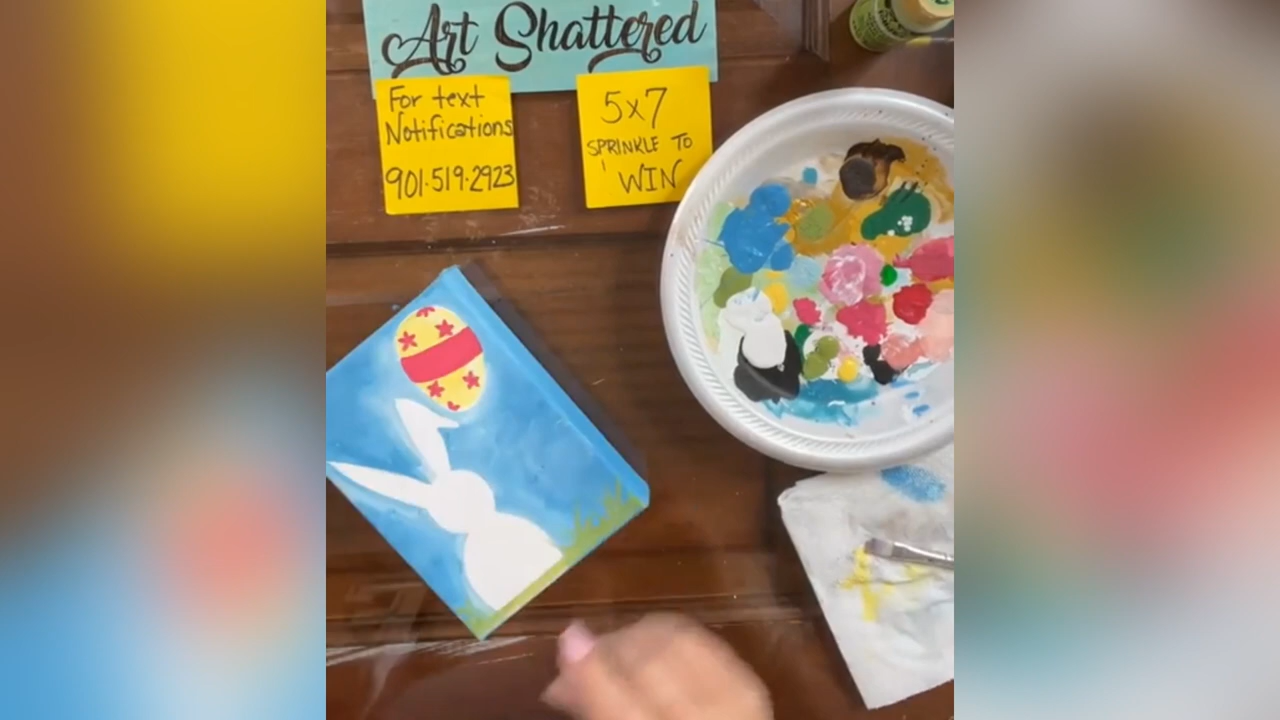 Art Shattered
For text
Notifications
901.519.2923
5x7
SPRINKLE TO
WIN